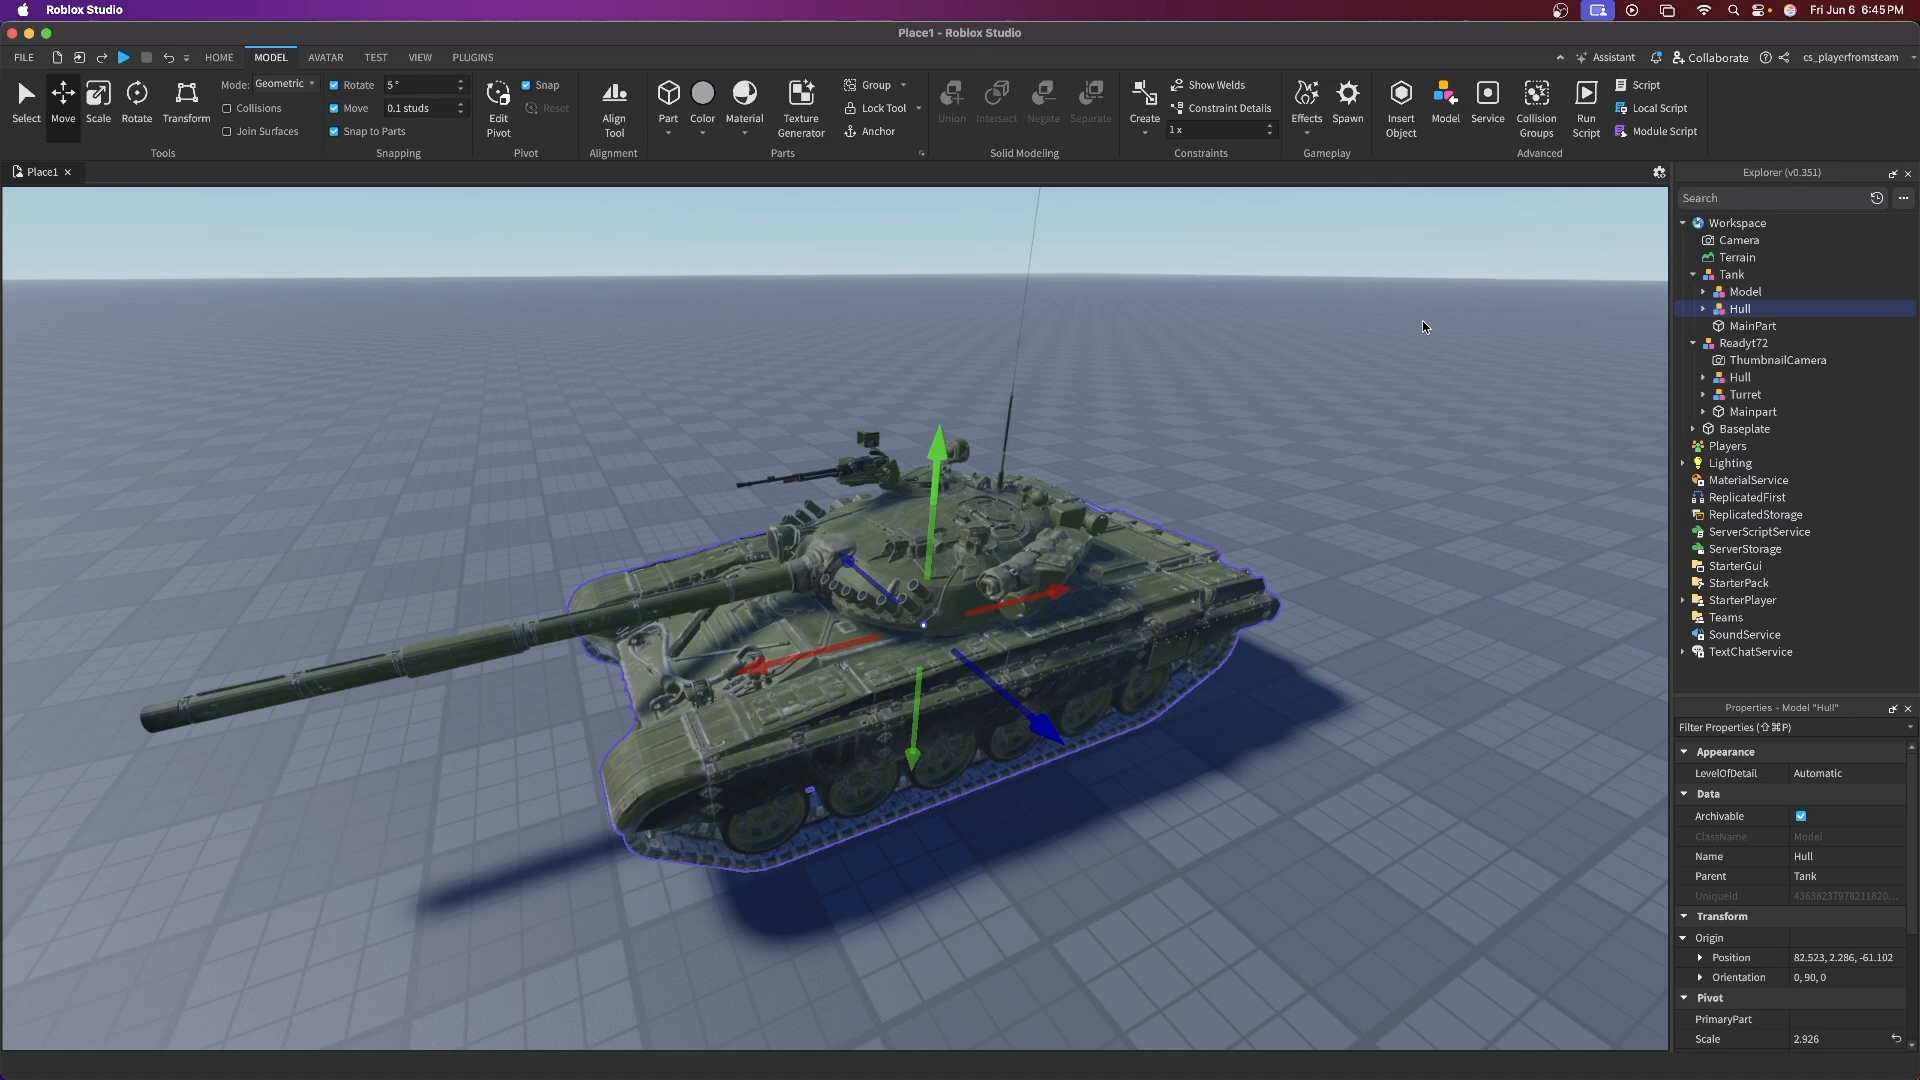 Roblox Studio
Fri Jun 6 6:45 PM
Place1 - Roblox Studio
FILE
HOME
MODEL
AVATAR
TEST
VIEW
PLUGINS
Assistant
Collaborate
cs_playerfromsteam
Select
Move
Scale
Rotate
Transform
Mode: Geometric
Collisions
Join Surfaces
Tools
Rotate 5°
Move 0.1 studs
Snap to Parts
Snapping
Edit Pivot
Snap
Reset
Pivot
Align Tool
Alignment
Part
Color
Material
Texture Generator
Group
Lock Tool
Anchor
Parts
Union
Intersect
Negate
Separate
Solid Modeling
Create
Show Welds
Constraint Details
1 x
Constraints
Effects
Spawn
Gameplay
Insert Object
Model
Service
Collision Groups
Run Script
Script
Local Script
Module Script
Advanced
Place1
Explorer (v0.351)
Search
Workspace
Camera
Terrain
Tank
Model
Hull
MainPart
Readyt72
ThumbnailCamera
Hull
Turret
Mainpart
Baseplate
Players
Lighting
MaterialService
ReplicatedFirst
ReplicatedStorage
ServerScriptService
ServerStorage
StarterGui
StarterPack
StarterPlayer
Teams
SoundService
TextChatService
Properties - Model "Hull"
Filter Properties (⇧⌘P)
Appearance
LevelOfDetail Automatic
Data
Archivable
ClassName Model
Name Hull
Parent Tank
UniqueId 43638237978211820...
Transform
Origin
Position 82.523, 2.286, -61.102
Orientation 0, 90, 0
Pivot
PrimaryPart
Scale 2.926